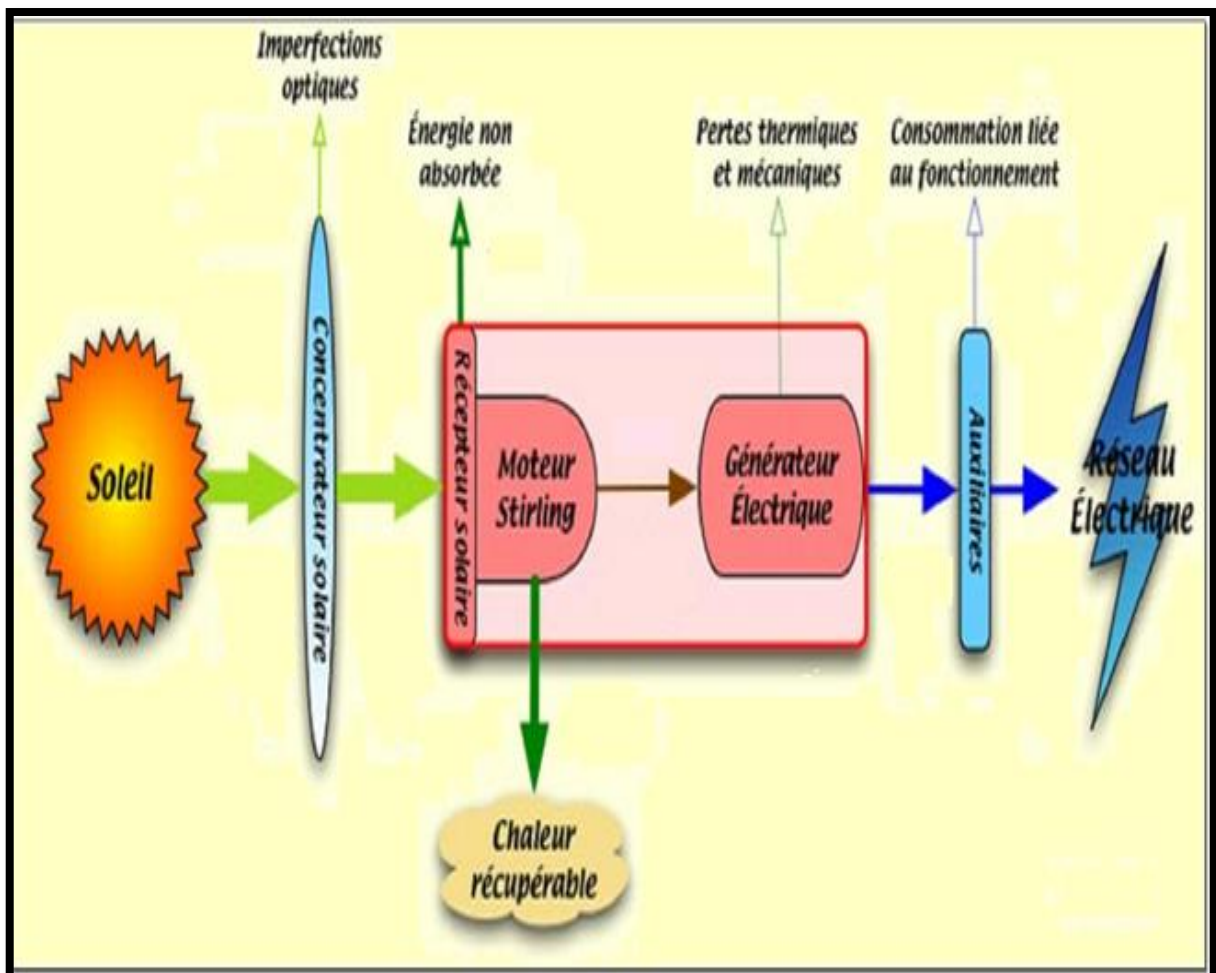 Imperfections
optiques
Énergie non
absorbée
Pertes thermiques
et mécaniques
Consommation liée
au fonctionnement
Soleil
Concentrateur solaire
Récepteur solaire
Moteur
Stirling
Générateur
Électrique
Auxiliaires
Réseau
Électrique
Chaleur
récupérable